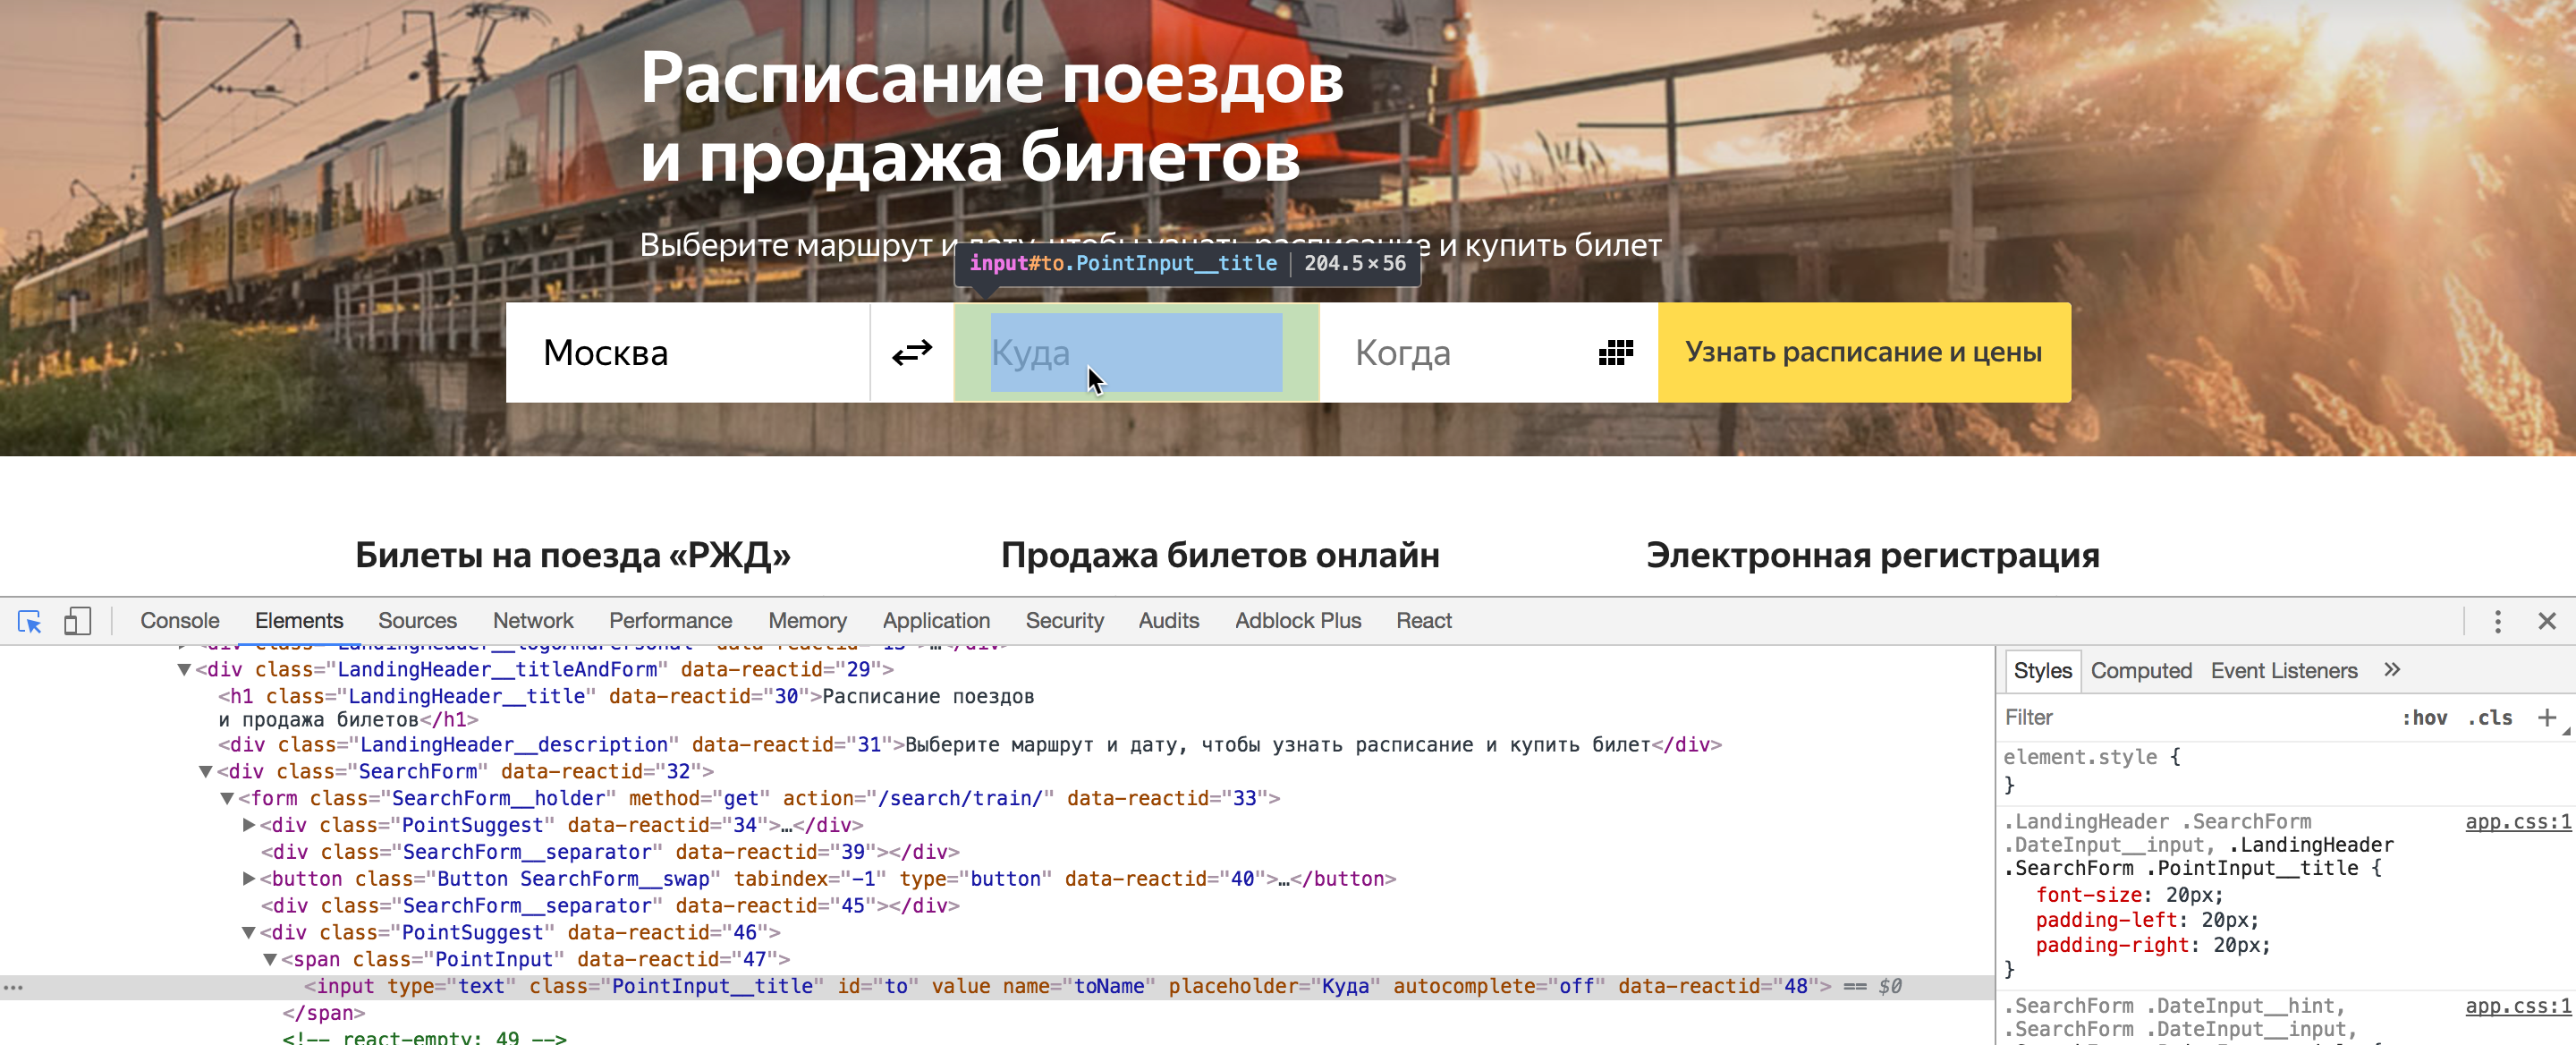 Расписание поездов
и продажа билетов
Выберите маршрут и дату, чтобы узнать расписание и купить билет
input#to.PointInput__title | 204.5 × 56
Москва
Куда
Когда
Узнать расписание и цены
Билеты на поезда «РЖД»
Продажа билетов онлайн
Электронная регистрация
Console Elements Sources Network Performance Memory Application Security Audits Adblock Plus React
<div class="LandingHeader__titleAndForm" data-reactid="29">
<h1 class="LandingHeader__title" data-reactid="30">Расписание поездов
и продажа билетов</h1>
<div class="LandingHeader__description" data-reactid="31">Выберите маршрут и дату, чтобы узнать расписание и купить билет</div>
<div class="SearchForm" data-reactid="32">
<form class="SearchForm__holder" method="get" action="/search/train/" data-reactid="33">
<div class="PointSuggest" data-reactid="34">…</div>
<div class="SearchForm__separator" data-reactid="39"></div>
<button class="Button SearchForm__swap" tabindex="-1" type="button" data-reactid="40">…</button>
<div class="SearchForm__separator" data-reactid="45"></div>
<div class="PointSuggest" data-reactid="46">
<span class="PointInput" data-reactid="47">
<input type="text" class="PointInput__title" id="to" value name="toName" placeholder="Куда" autocomplete="off" data-reactid="48"> == $0
</span>
<!-- react-empty: 49 -->
Styles Computed Event Listeners »
Filter :hov .cls +
element.style {
}
.LandingHeader .SearchForm app.css:1
.DateInput__input, .LandingHeader
.SearchForm .PointInput__title {
font-size: 20px;
padding-left: 20px;
padding-right: 20px;
}
.SearchForm .DateInput__hint, app.css:1
.SearchForm .DateInput__input,